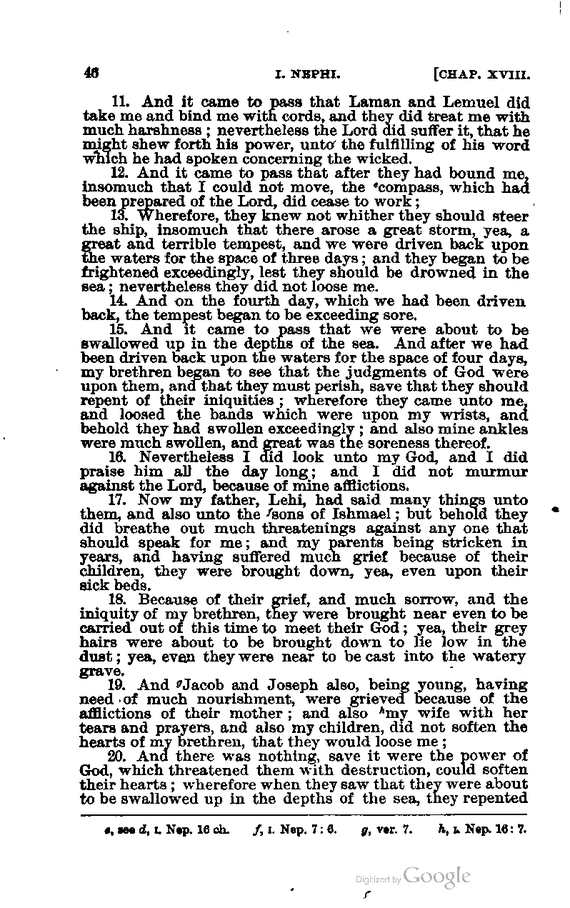 46 I. NEPHI. [CHAP. XVIII.
11. And it came to pass that Laman and Lemuel did
take me and bind me with cords, and they did treat me with
much harshness; nevertheless the Lord did suffer it, that he
might shew forth his power, unto the fulfilling of his word
which he had spoken concerning the wicked.
12. And it came to pass that after they had bound me,
insomuch that I could not move, the ᵉcompass, which had
been prepared of the Lord, did cease to work;
13. Wherefore, they knew not whither they should steer
the ship, insomuch that there arose a great storm, yea, a
great and terrible tempest, and we were driven back upon
the waters for the space of three days; and they began to be
frightened exceedingly, lest they should be drowned in the
sea; nevertheless they did not loose me.
14. And on the fourth day, which we had been driven
back, the tempest began to be exceeding sore.
15. And it came to pass that we were about to be
swallowed up in the depths of the sea. And after we had
been driven back upon the waters for the space of four days,
my brethren began to see that the judgments of God were
upon them, and that they must perish, save that they should
repent of their iniquities; wherefore they came unto me,
and loosed the bands which were upon my wrists, and
behold they had swollen exceedingly; and also mine ankles
were much swollen, and great was the soreness thereof.
16. Nevertheless I did look unto my God, and I did
praise him all the day long; and I did not murmur
against the Lord, because of mine afflictions.
17. Now my father, Lehi, had said many things unto
them, and also unto the ᶠsons of Ishmael; but behold they
did breathe out much threatenings against any one that
should speak for me; and my parents being stricken in
years, and having suffered much grief because of their
children, they were brought down, yea, even upon their
sick beds.
18. Because of their grief, and much sorrow, and the
iniquity of my brethren, they were brought near even to be
carried out of this time to meet their God; yea, their grey
hairs were about to be brought down to lie low in the
dust; yea, even they were near to be cast into the watery
grave.
19. And ᵍJacob and Joseph also, being young, having
need of much nourishment, were grieved because of the
afflictions of their mother; and also ʰmy wife with her
tears and prayers, and also my children, did not soften the
hearts of my brethren, that they would loose me;
20. And there was nothing, save it were the power of
God, which threatened them with destruction, could soften
their hearts; wherefore when they saw that they were about
to be swallowed up in the depths of the sea, they repented
e, see d, I. Nep. 16 ch. f, I. Nep. 7:6. g, ver. 7. h, I. Nep. 16:7.
Digitized by Google